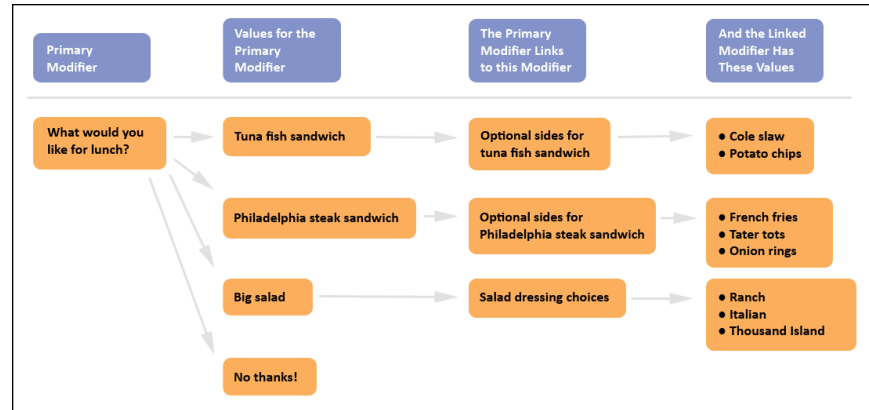 Primary
Modifier
Values for the
Primary
Modifier
The Primary
Modifier Links
to this Modifier
And the Linked
Modifier Has
These Values
What would you
like for lunch?
Tuna fish sandwich
Optional sides for
tuna fish sandwich
● Cole slaw
● Potato chips
Philadelphia steak sandwich
Optional sides for
Philadelphia steak sandwich
● French fries
● Tater tots
● Onion rings
Big salad
Salad dressing choices
● Ranch
● Italian
● Thousand Island
No thanks!